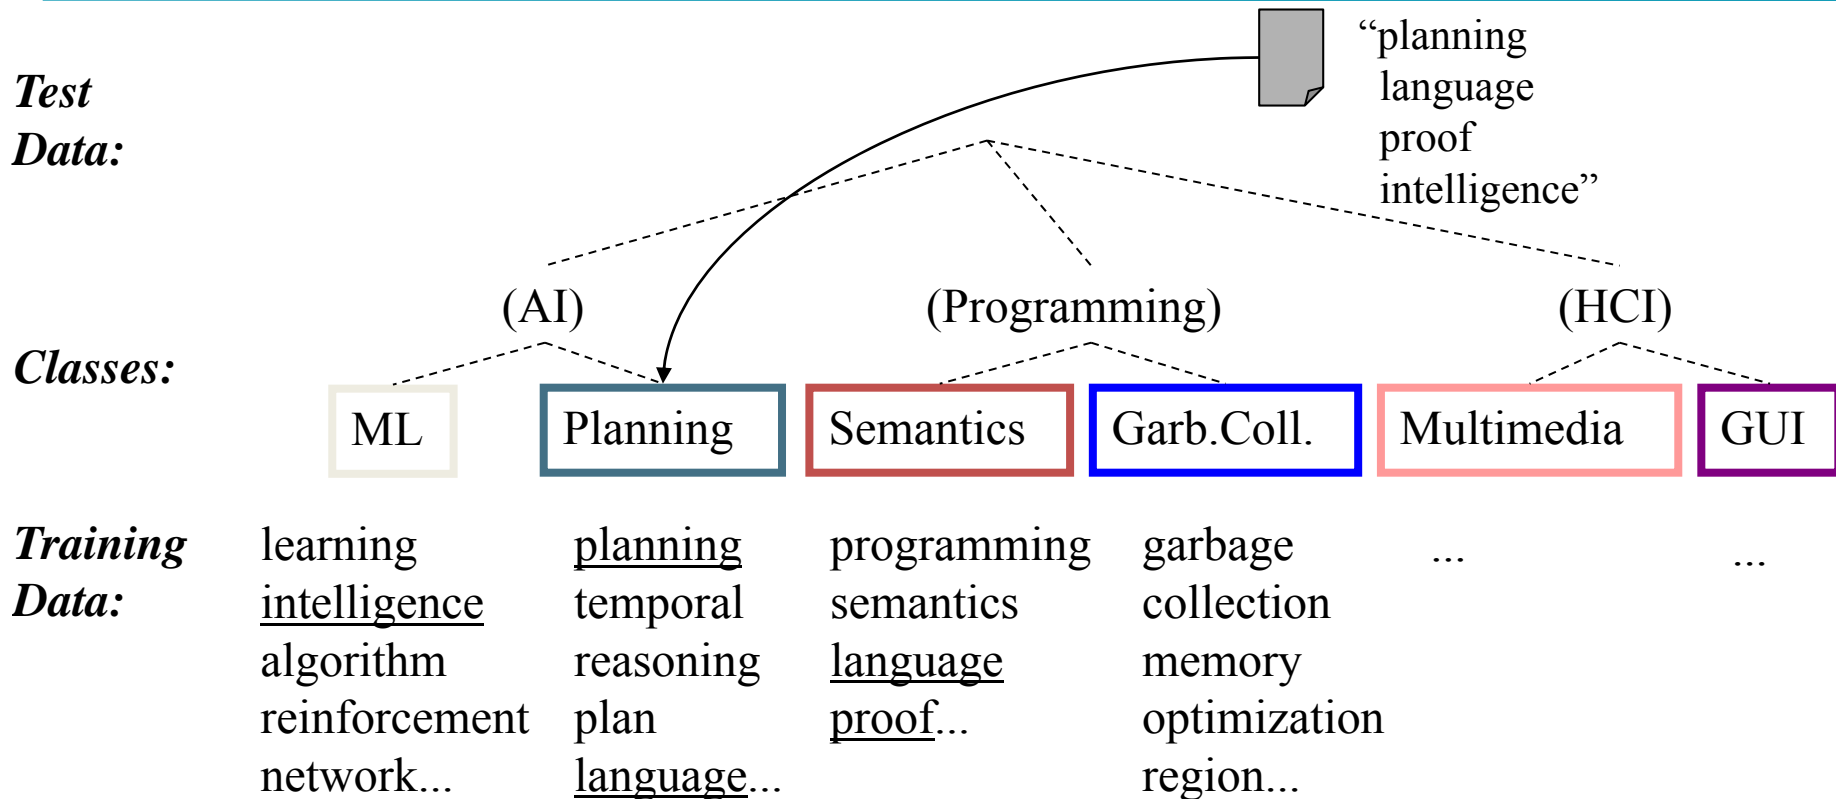 Test
Data:
“planning
language
proof
intelligence”
(AI)
(Programming)
(HCI)
Classes:
ML
Planning
Semantics
Garb.Coll.
Multimedia
GUI
Training
Data:
learning
intelligence
algorithm
reinforcement
network...
planning
temporal
reasoning
plan
language...
programming
semantics
language
proof...
garbage
collection
memory
optimization
region...
...
...